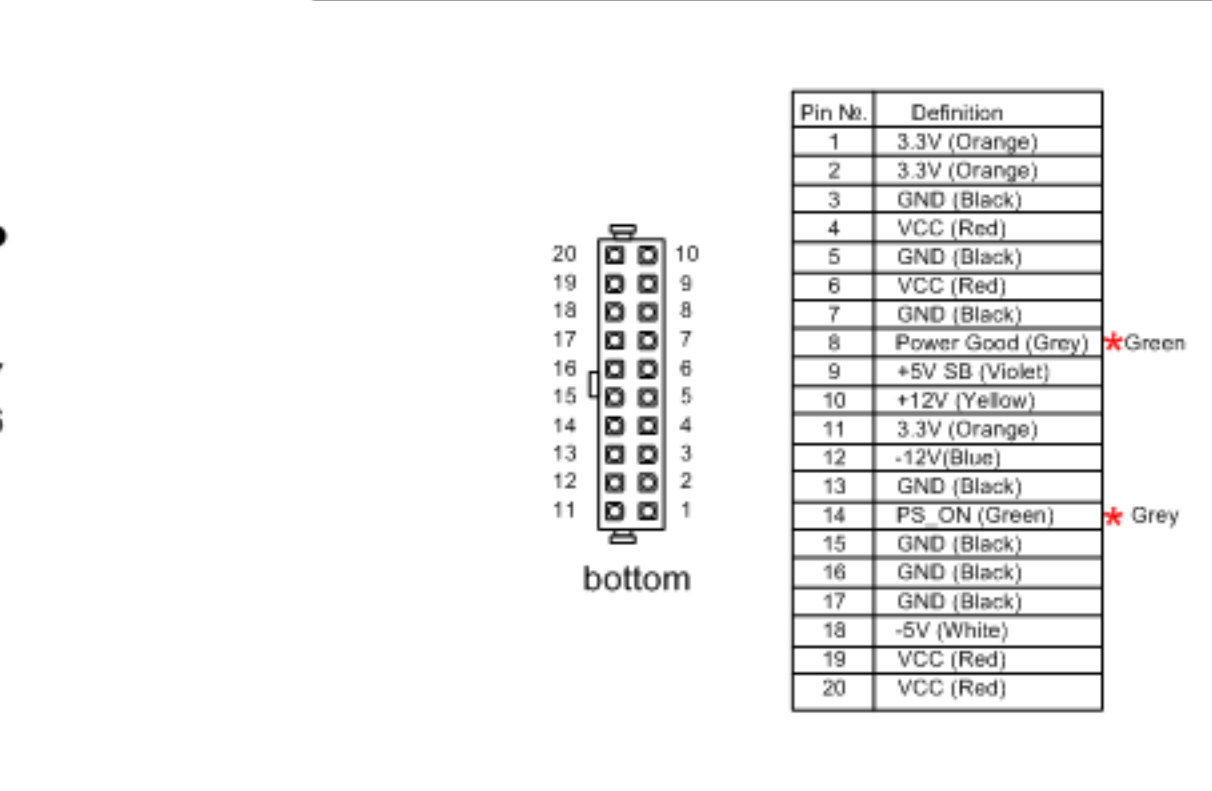 Pin №. Definition
1 3.3V (Orange)
2 3.3V (Orange)
3 GND (Black)
4 VCC (Red)
5 GND (Black)
6 VCC (Red)
7 GND (Black)
8 Power Good (Grey) *Green
9 +5V SB (Violet)
10 +12V (Yellow)
11 3.3V (Orange)
12 -12V(Blue)
13 GND (Black)
14 PS_ON (Green) * Grey
15 GND (Black)
16 GND (Black)
17 GND (Black)
18 -5V (White)
19 VCC (Red)
20 VCC (Red)
20 10
19 9
18 8
17 7
16 6
15 5
14 4
13 3
12 2
11 1
bottom